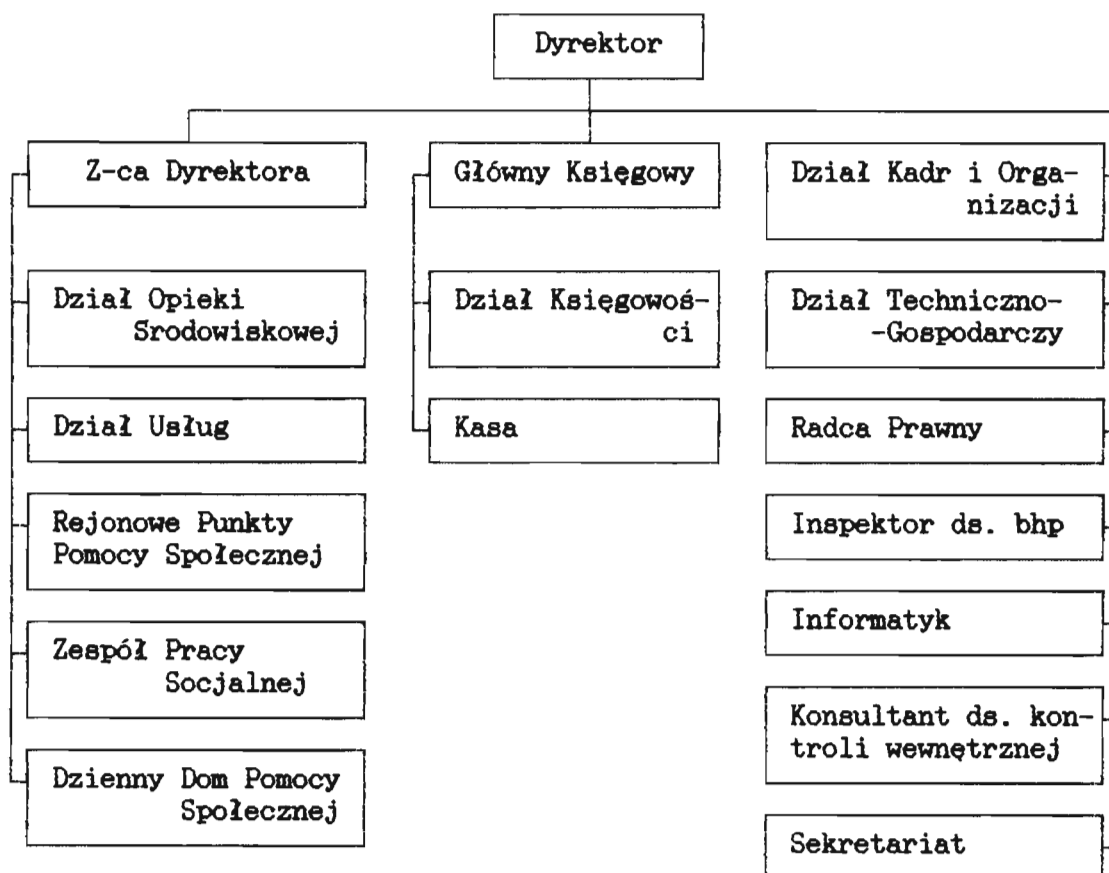 Dyrektor
Z-ca Dyrektora
Dział Opieki
Srodowiskowej
Dział Usług
Rejonowe Punkty
Pomocy Społecznej
Zespół Pracy
Socjalnej
Dzienny Dom Pomocy
Społecznej
Główny Księgowy
Dział Księgowoś-
ci
Kasa
Dział Kadr i Orga-
nizacji
Dział Techniczno-
-Gospodarczy
Radca Prawny
Inspektor ds. bhp
Informatyk
Konsultant ds. kon-
troli wewnętrznej
Sekretariat